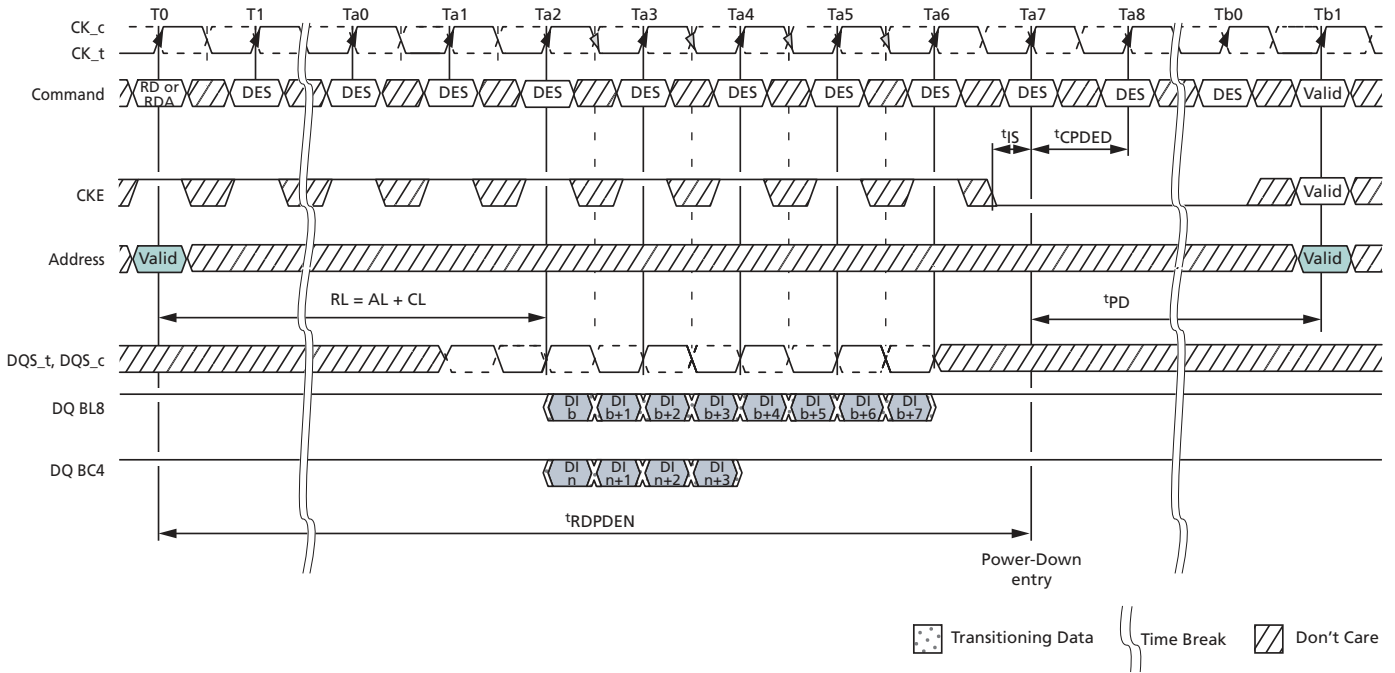 T0 T1 Ta0 Ta1 Ta2 Ta3 Ta4 Ta5 Ta6 Ta7 Ta8 Tb0 Tb1
CK_c
CK_t
Command RD or RDA DES DES DES DES DES DES DES DES DES DES DES Valid
tIS tCPDED
CKE Valid
Address Valid Valid
RL = AL + CL tPD
DQS_t, DQS_c
DQ BL8 DI b DI b+1 DI b+2 DI b+3 DI b+4 DI b+5 DI b+6 DI b+7
DQ BC4 DI n DI n+1 DI n+2 DI n+3
tRDPDEN
Power-Down
entry
Transitioning Data Time Break Don't Care